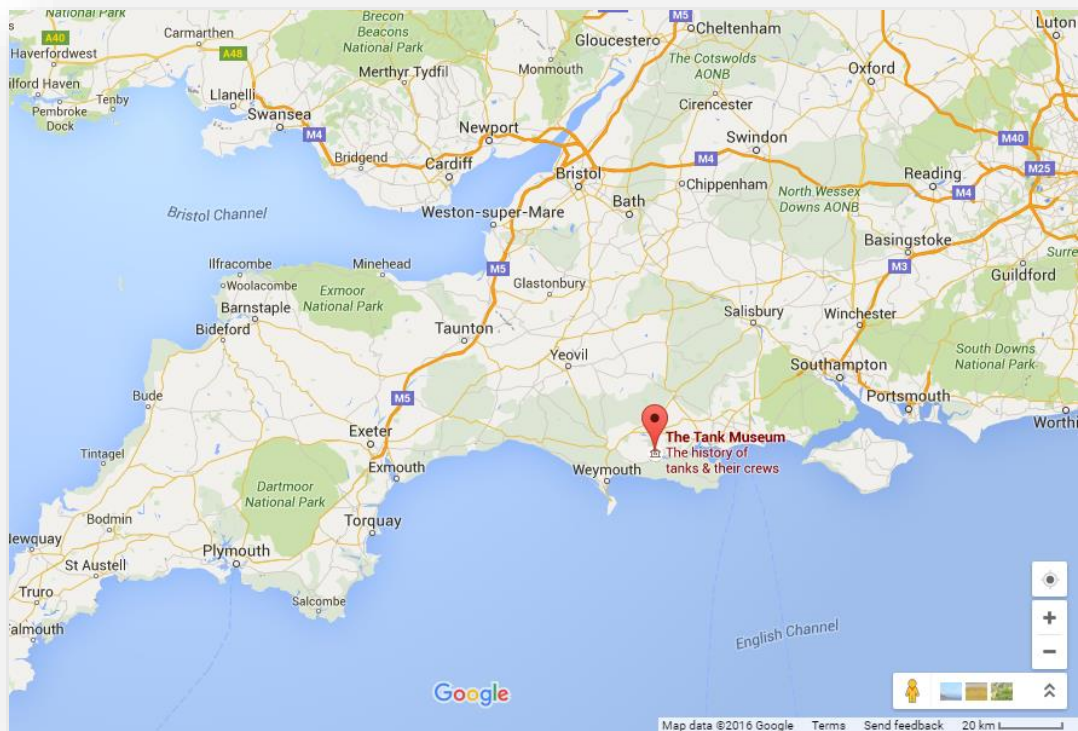 A40
Haverfordwest
Carmarthen
A48
Brecon
Beacons
National Park
Gloucester
M5
Cheltenham
Luton
National Park
Merthyr Tydfil
Monmouth
The Cotswolds
AONB
Oxford
Milford Haven
Pembroke
Dock
Tenby
Llanelli
Swansea
M4
Newport
Cirencester
Swindon
M40
Bridgend
Cardiff
Bristol
M4
Chippenham
Reading
M4
M25
North Wessex
Downs AONB
Bristol Channel
Weston-super-Mare
Bath
Basingstoke
M3
Surre
Guildford
Ilfracombe
Woolacombe
Minehead
M5
Glastonbury
Exmoor
National Park
Barnstaple
Bideford
Taunton
Salisbury
Winchester
Yeovil
Southampton
South Downs
National Park
Bude
M5
Portsmouth
Worthi
Exeter
Exmouth
The Tank Museum
The history of
tanks & their crews
Weymouth
Tintagel
Dartmoor
National Park
Bodmin
Newquay
Torquay
St Austell
Plymouth
Truro
Salcombe
Falmouth
English Channel
+
−
Google
Map data ©2016 Google Terms Send feedback 20 km